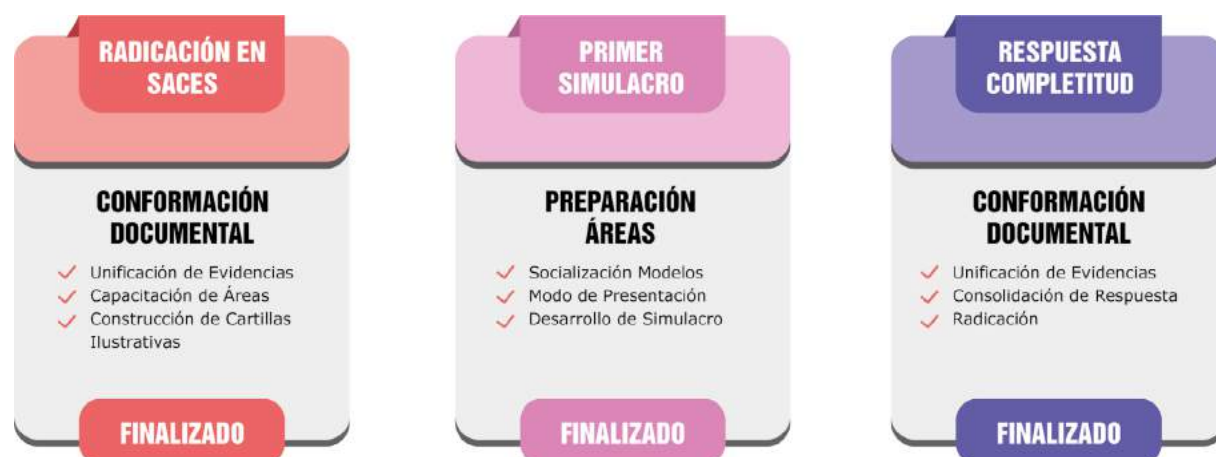 RADICACIÓN EN
SACES
CONFORMACIÓN
DOCUMENTAL
Unificación de Evidencias
Capacitación de Áreas
Construcción de Cartillas
Ilustrativas
FINALIZADO
PRIMER
SIMULACRO
PREPARACIÓN
ÁREAS
Socialización Modelos
Modo de Presentación
Desarrollo de Simulacro
FINALIZADO
RESPUESTA
COMPLETITUD
CONFORMACIÓN
DOCUMENTAL
Unificación de Evidencias
Consolidación de Respuesta
Radicación
FINALIZADO